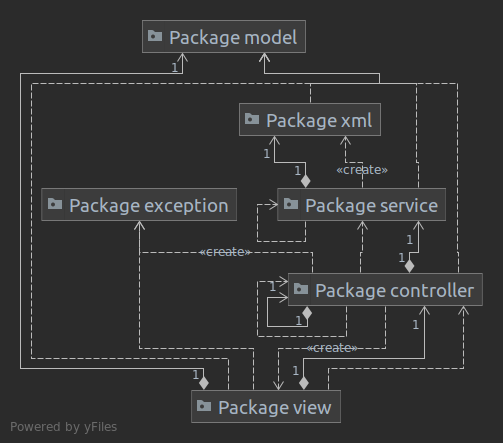 Package model
1
Package xml
1
1
«create»
Package exception
Package service
1
«create»
1
1
Package controller
1
1
«create»
1
1
Package view
Powered by yFiles